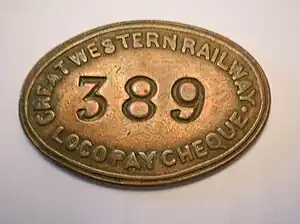 GREAT WESTERN RAILWAY
389
LOCO PAY CHEQUE